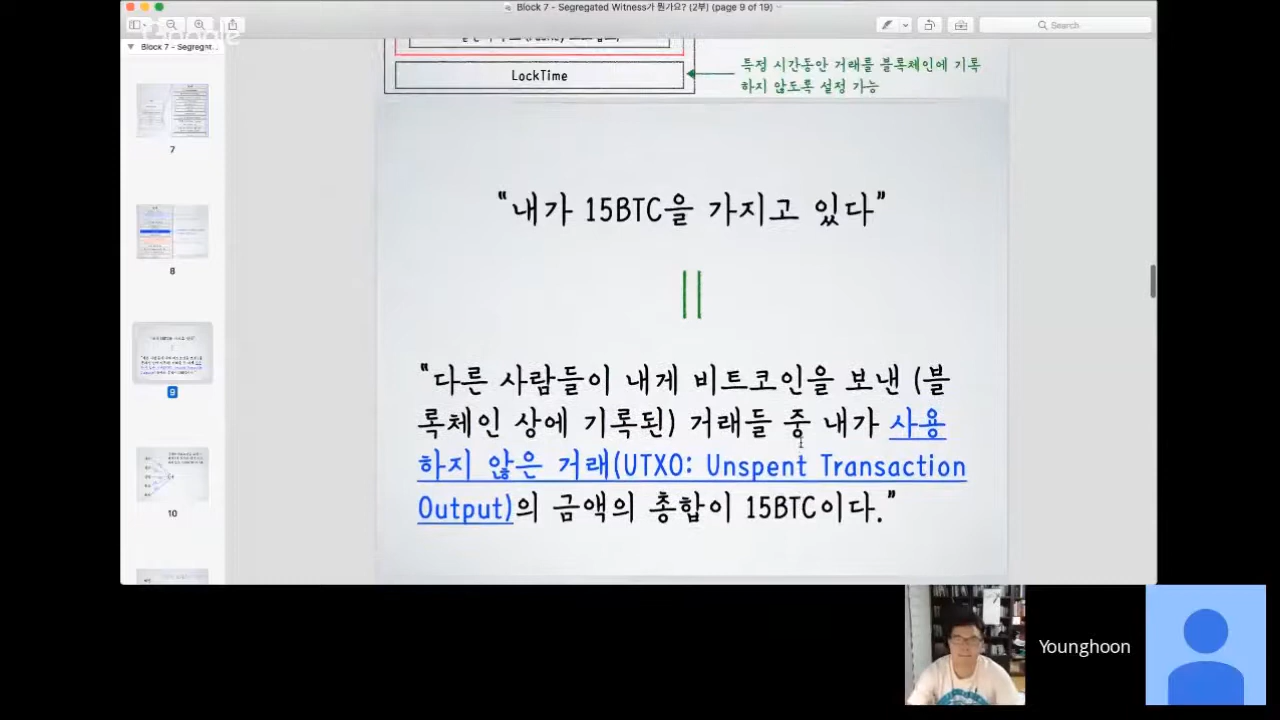 Block 7 - Segregated Witness가 뭔가요? (2부) (page 9 of 19)
Search
Block 7 - Segregat...
LockTime
특정 시간동안 거래를 블록체인에 기록
하지 않도록 설정 가능
7
8
9
10
"내가 15BTC을 가지고 있다"
"다른 사람들이 내게 비트코인을 보낸 (블
록체인 상에 기록된) 거래들 중 내가 사용
하지 않은 거래(UTXO: Unspent Transaction
Output)의 금액의 총합이 15BTC이다."
Younghoon